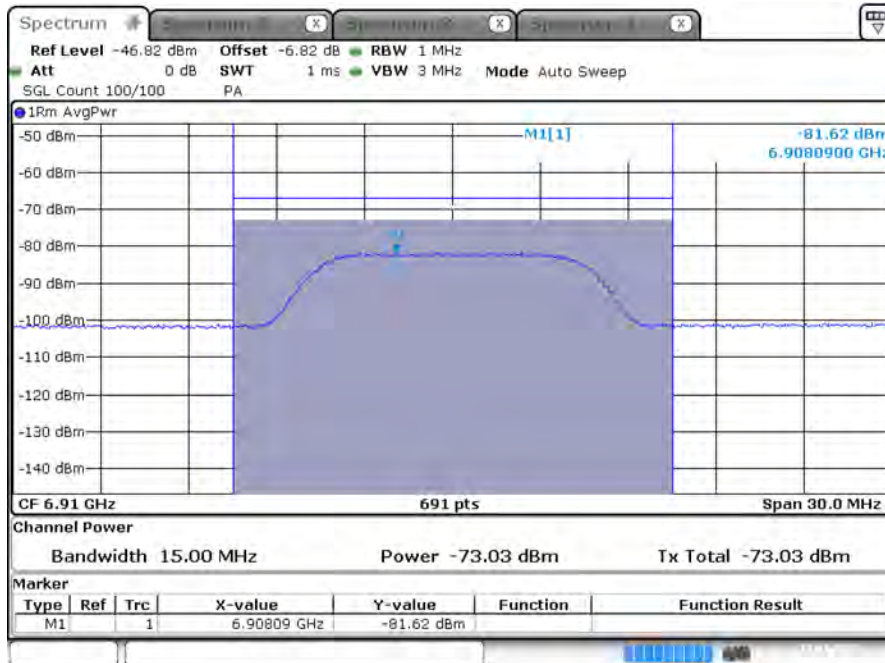 Spectrum X X X
Ref Level -46.82 dBm Offset -6.82 dB RBW 1 MHz
Att 0 dB SWT 1 ms VBW 3 MHz Mode Auto Sweep
SGL Count 100/100 PA
1Rm AvgPwr
M1[1] -81.62 dBm
6.9080900 GHz
-50 dBm
-60 dBm
-70 dBm
-80 dBm
-90 dBm
-100 dBm
-110 dBm
-120 dBm
-130 dBm
-140 dBm
CF 6.91 GHz 691 pts Span 30.0 MHz
Channel Power
Bandwidth 15.00 MHz Power -73.03 dBm Tx Total -73.03 dBm
Marker
Type Ref Trc X-value Y-value Function Function Result
M1 1 6.90809 GHz -81.62 dBm